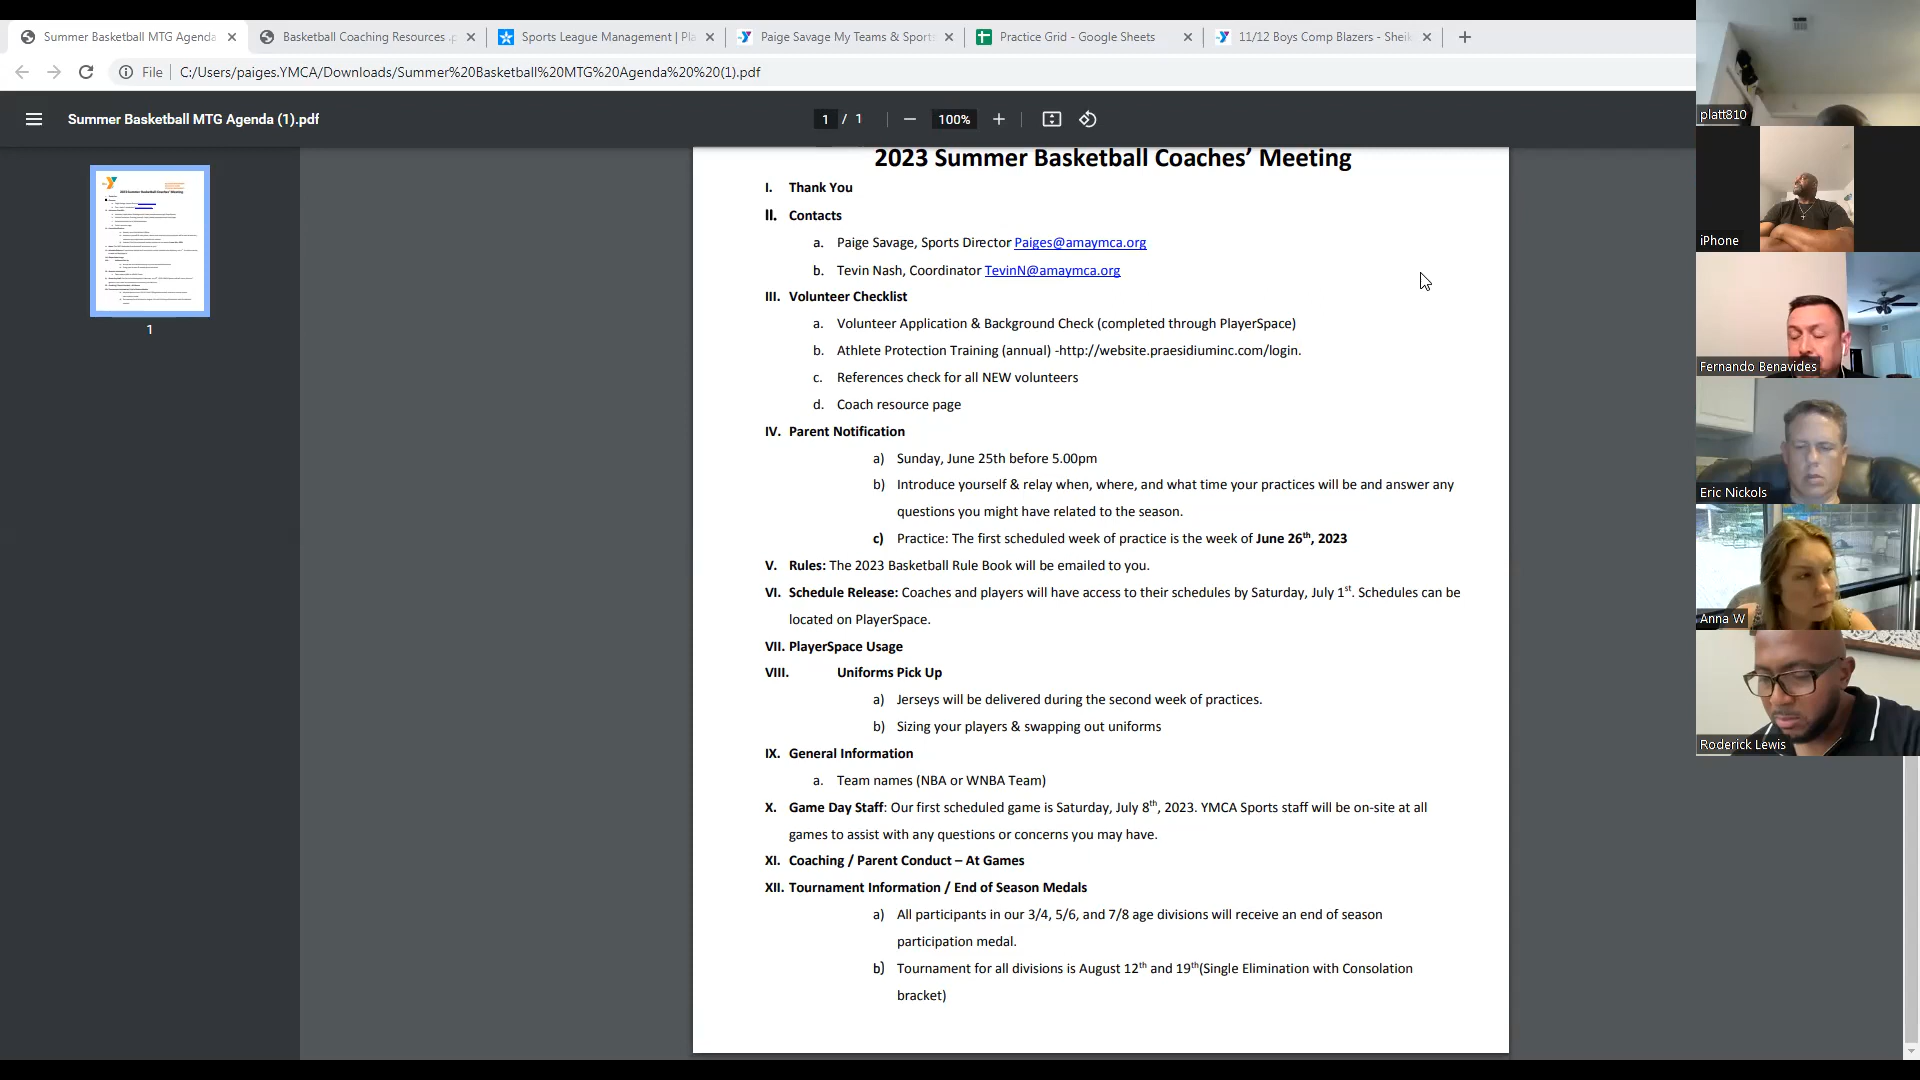 Summer Basketball MTG Agenda
Basketball Coaching Resources .p
Sports League Management | Pla
Paige Savage My Teams & Sports
Practice Grid - Google Sheets
11/12 Boys Comp Blazers - Sheik
File
C:/Users/paiges.YMCA/Downloads/Summer%20Basketball%20MTG%20Agenda%20%20(1).pdf
Summer Basketball MTG Agenda (1).pdf
1 / 1
100%
1
2023 Summer Basketball Coaches’ Meeting
I. Thank You
II. Contacts
a. Paige Savage, Sports Director Paiges@amaymca.org
b. Tevin Nash, Coordinator TevinN@amaymca.org
III. Volunteer Checklist
a. Volunteer Application & Background Check (completed through PlayerSpace)
b. Athlete Protection Training (annual) -http://website.praesidiuminc.com/login.
c. References check for all NEW volunteers
d. Coach resource page
IV. Parent Notification
a) Sunday, June 25th before 5.00pm
b) Introduce yourself & relay when, where, and what time your practices will be and answer any
questions you might have related to the season.
c) Practice: The first scheduled week of practice is the week of June 26th, 2023
V. Rules: The 2023 Basketball Rule Book will be emailed to you.
VI. Schedule Release: Coaches and players will have access to their schedules by Saturday, July 1st. Schedules can be
located on PlayerSpace.
VII. PlayerSpace Usage
VIII. Uniforms Pick Up
a) Jerseys will be delivered during the second week of practices.
b) Sizing your players & swapping out uniforms
IX. General Information
a. Team names (NBA or WNBA Team)
X. Game Day Staff: Our first scheduled game is Saturday, July 8th, 2023. YMCA Sports staff will be on-site at all
games to assist with any questions or concerns you may have.
XI. Coaching / Parent Conduct – At Games
XII. Tournament Information / End of Season Medals
a) All participants in our 3/4, 5/6, and 7/8 age divisions will receive an end of season
participation medal.
b) Tournament for all divisions is August 12th and 19th(Single Elimination with Consolation
bracket)
platt810
iPhone
Fernando Benavides
Eric Nickols
Anna W
Roderick Lewis